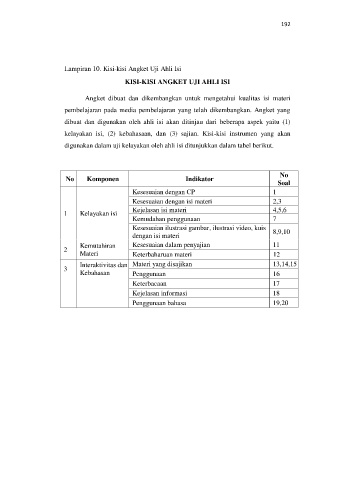 192
Lampiran 10. Kisi-kisi Angket Uji Ahli Isi
KISI-KISI ANGKET UJI AHLI ISI
Angket dibuat dan dikembangkan untuk mengetahui kualitas isi materi
pembelajaran pada media pembelajaran yang telah dikembangkan. Angket yang
dibuat dan digunakan oleh ahli isi akan ditinjau dari beberapa aspek yaitu (1)
kelayakan isi, (2) kebahasaan, dan (3) sajian. Kisi-kisi instrumen yang akan
digunakan dalam uji kelayakan oleh ahli isi ditunjukkan dalam tabel berikut.
No Komponen Indikator No Soal
1 Kelayakan isi Kesesuaian dengan CP 1
Kesesuaian dengan isi materi 2,3
Kejelasan isi materi 4,5,6
Kemudahan penggunaan 7
Kesesuaian ilustrasi gambar, ilustrasi video, kuis
dengan isi materi 8,9,10
2 Kemutahiran Materi Kesesuaian dalam penyajian 11
Keterbaharuan materi 12
3 Interaktivitas dan Kebahasan Materi yang disajikan 13,14,15
Penggunaan 16
Keterbacaan 17
Kejelasan informasi 18
Penggunaan bahasa 19,20